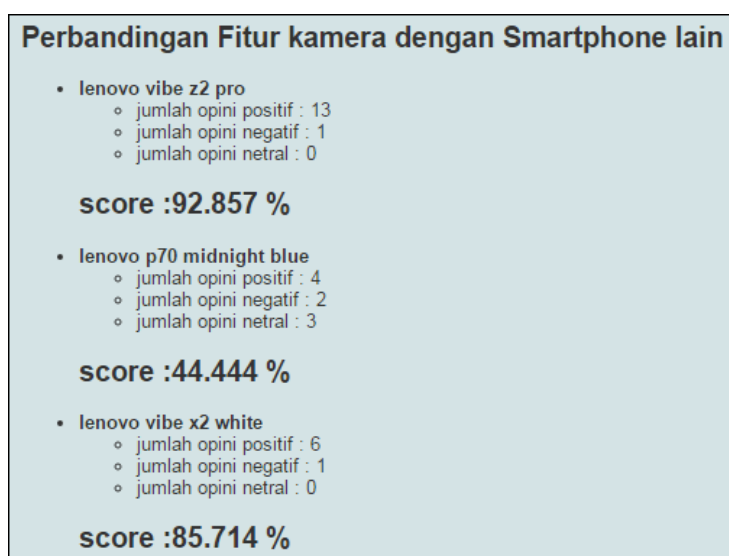 Perbandingan Fitur kamera dengan Smartphone lain
lenovo vibe z2 pro
jumlah opini positif : 13
jumlah opini negatif : 1
jumlah opini netral : 0
score :92.857 %
lenovo p70 midnight blue
jumlah opini positif : 4
jumlah opini negatif : 2
jumlah opini netral : 3
score :44.444 %
lenovo vibe x2 white
jumlah opini positif : 6
jumlah opini negatif : 1
jumlah opini netral : 0
score :85.714 %